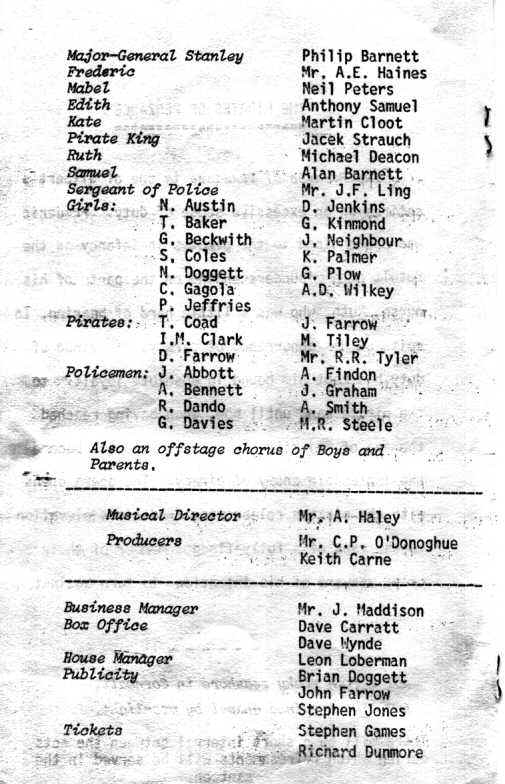 Major-General Stanley Philip Barnett
Frederic Mr. A.E. Haines
Mabel Neil Peters
Edith Anthony Samuel
Kate Martin Cloot
Pirate King Jacek Strauch
Ruth Michael Deacon
Samuel Alan Barnett
Sergeant of Police Mr. J.F. Ling
Girls: N. Austin D. Jenkins
T. Baker G. Kinmond
G. Beckwith J. Neighbour
S. Coles K. Palmer
N. Doggett G. Plow
C. Gagola A.D. Wilkey
P. Jeffries
Pirates: T. Coad J. Farrow
I.M. Clark M. Tiley
D. Farrow Mr. R.R. Tyler
Policemen: J. Abbott A. Findon
A. Bennett J. Graham
R. Dando A. Smith
G. Davies M.R. Steele
Also an offstage chorus of Boys and
Parents.
Musical Director Mr. A. Haley
Producers Mr. C.P. O'Donoghue
Keith Carne
Business Manager Mr. J. Maddison
Box Office Dave Carratt
Dave Wynde
House Manager Leon Loberman
Publicity Brian Doggett
John Farrow
Stephen Jones
Tickets Stephen Games
Richard Dunmore